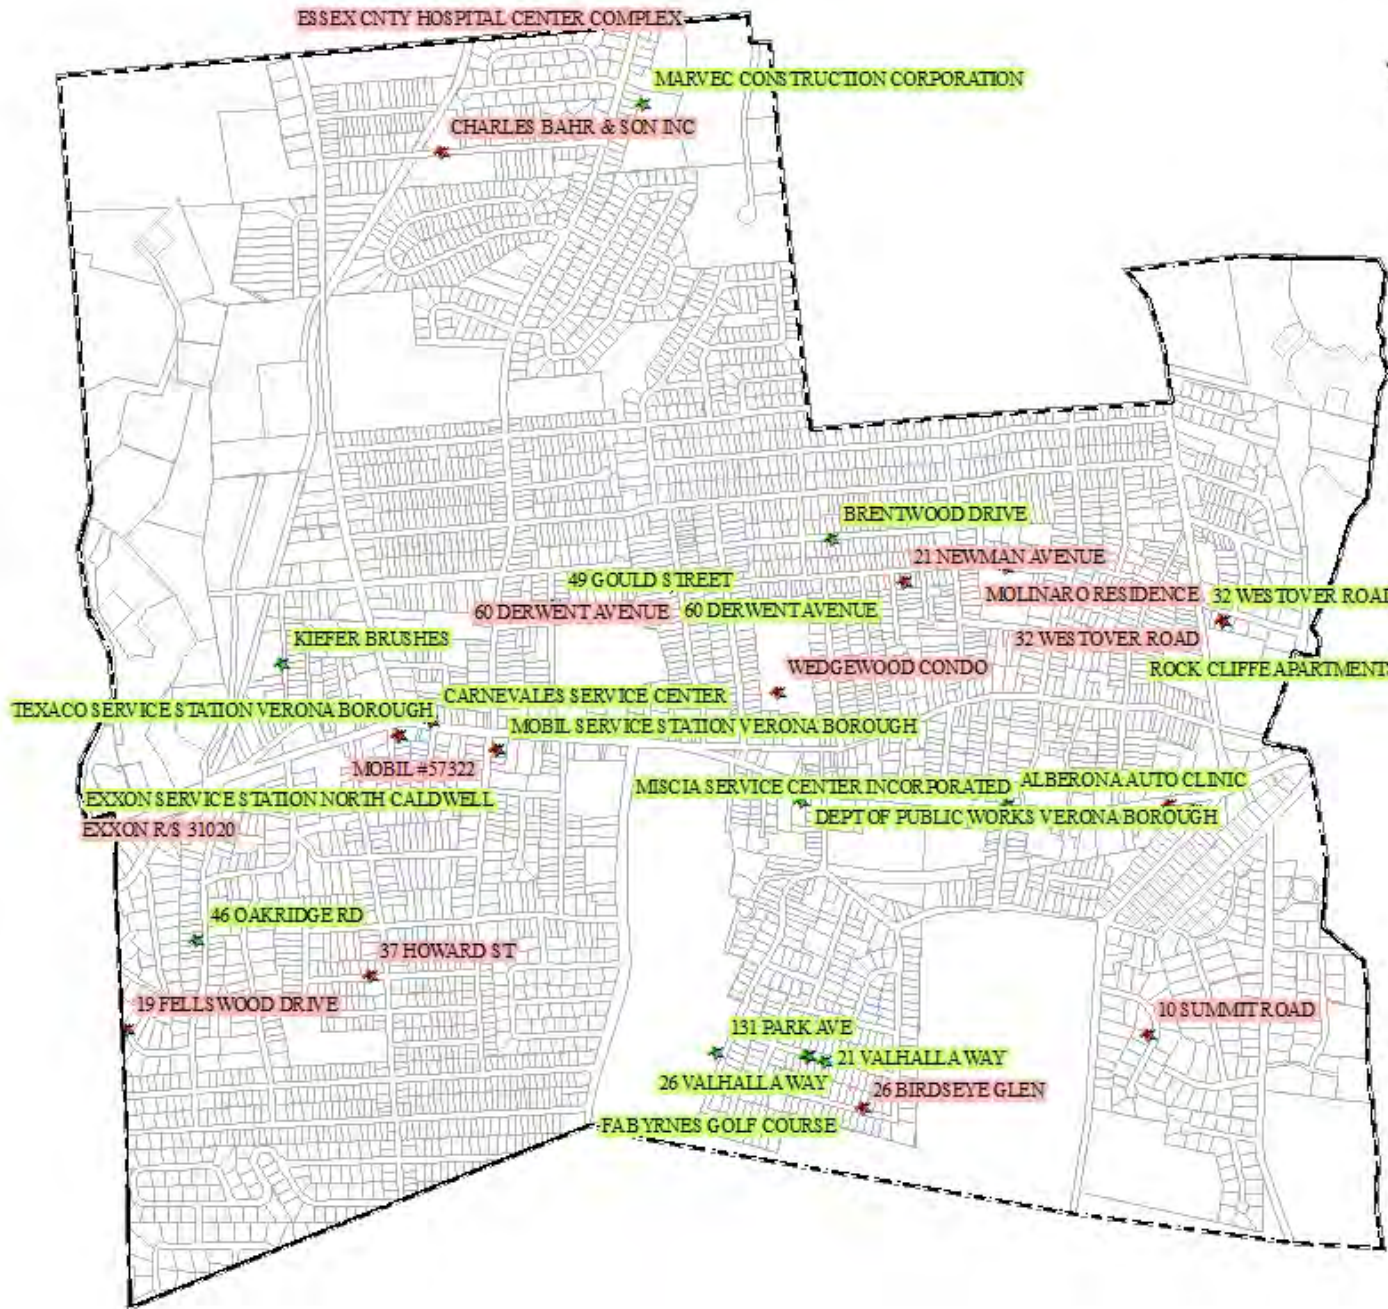 ESSEX CNTY HOSPITAL CENTER COMPLEX
MARVEC CONSTRUCTION CORPORATION
CHARLES BAHR & SON INC
BRENTWOOD DRIVE
21 NEWMAN AVENUE
49 GOULD STREET
MOLINARO RESIDENCE
32 WESTOVER ROAD
60 DERWENT AVENUE
60 DERWENT AVENUE
KIEFER BRUSHES
32 WESTOVER ROAD
WEDGEWOOD CONDO
ROCK CLIFFE APARTMENTS
CARNEVALES SERVICE CENTER
TEXACO SERVICE STATION VERONA BOROUGH
MOBIL SERVICE STATION VERONA BOROUGH
MOBIL #57322
ALBERONA AUTO CLINIC
MISCIA SERVICE CENTER INCORPORATED
EXXON SERVICE STATION NORTH CALDWELL
DEPT OF PUBLIC WORKS VERONA BOROUGH
EXXON R/S 31020
46 OAKRIDGE RD
37 HOWARD ST
19 FELLSWOOD DRIVE
10 SUMMIT ROAD
131 PARK AVE
21 VALHALLA WAY
26 VALHALLA WAY
26 BIRDSEYE GLEN
FAB YRNES GOLF COURSE